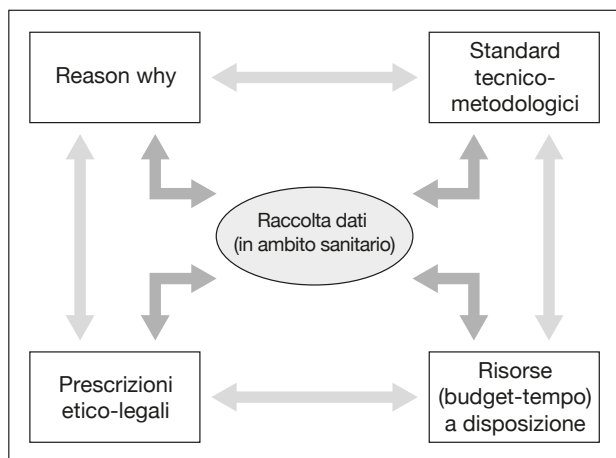 Reason why
Standard
tecnico-
metodologici
Raccolta dati
(in ambito sanitario)
Prescrizioni
etico-legali
Risorse
(budget-tempo)
a disposizione